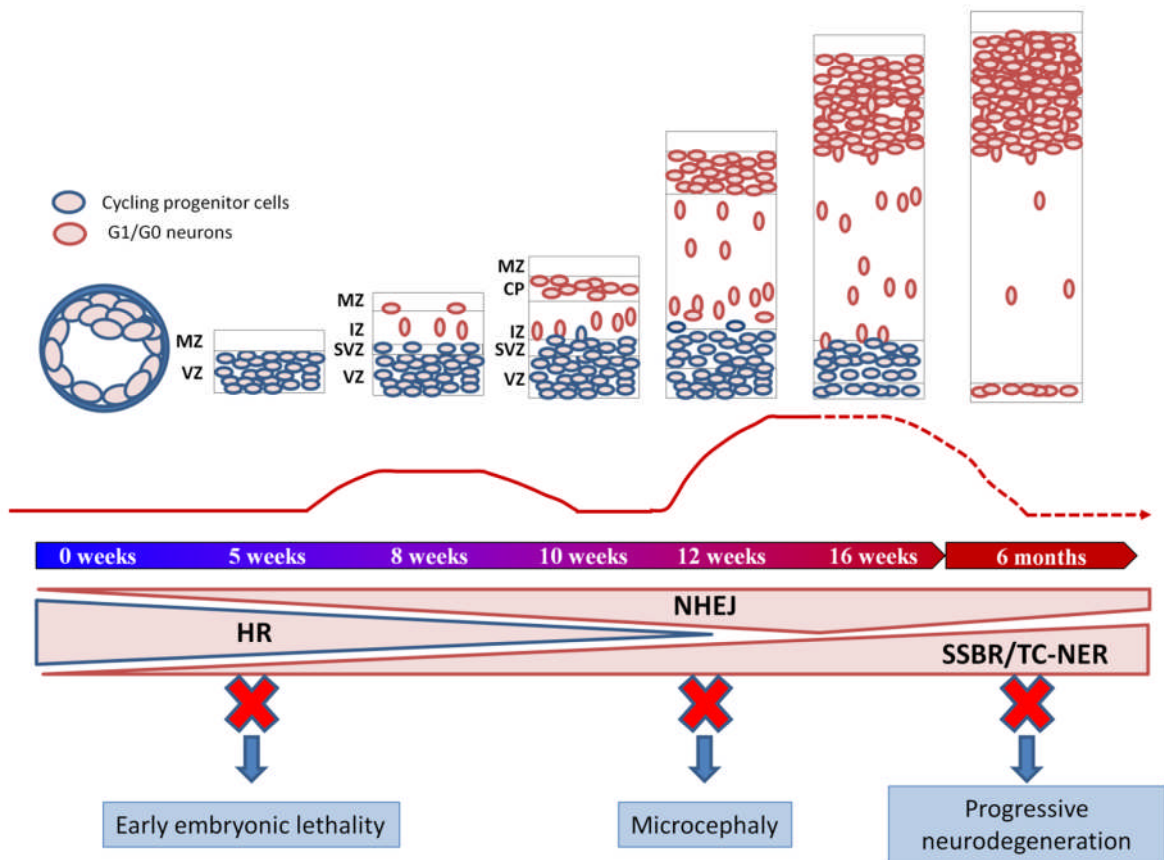 Cycling progenitor cells
G1/G0 neurons
MZ
VZ
MZ
IZ
SVZ
VZ
MZ
CP
IZ
SVZ
VZ
0 weeks 5 weeks 8 weeks 10 weeks 12 weeks 16 weeks 6 months
NHEJ
HR
SSBR/TC-NER
Early embryonic lethality
Microcephaly
Progressive
neurodegeneration